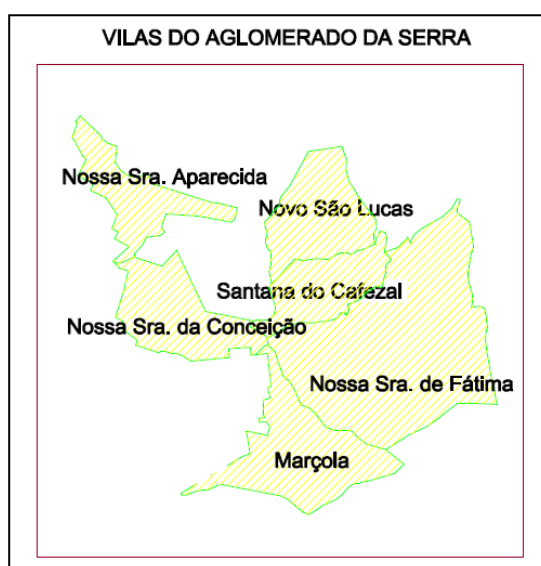 VILAS DO AGLOMERADO DA SERRA
Nossa Sra. Aparecida
Novo São Lucas
Santana do Cafezal
Nossa Sra. da Conceição
Nossa Sra. de Fátima
Marçola